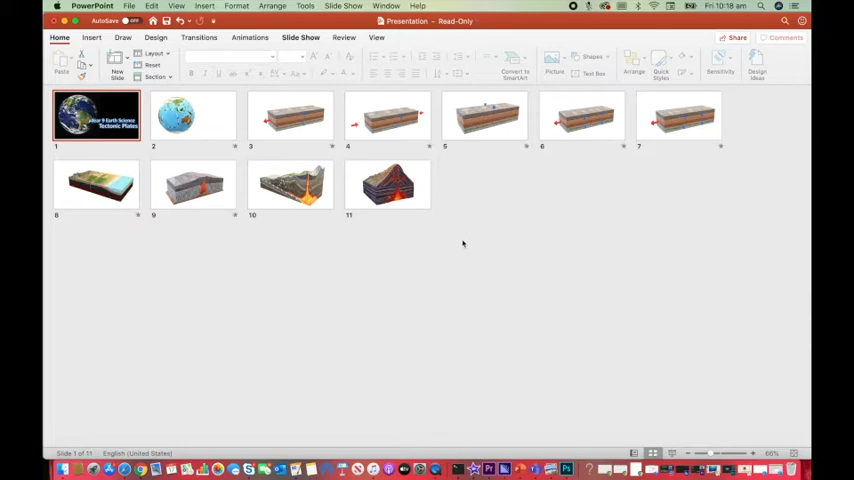 PowerPoint File Edit View Insert Format Arrange Tools Slide Show Window Help Fri 10:18 am
AutoSave OFF Presentation - Read-Only
Home Insert Draw Design Transitions Animations Slide Show Review View Share Comments
Paste
New Slide
Layout
Reset
Section
Convert to SmartArt
Picture
Shapes
Text Box
Arrange
Quick Styles
Sensitivity
Design Ideas
Year 9 Earth Science
Tectonic Plates
1 2 3 4 5 6 7
8 9 10 11
Slide 1 of 11 English (United States) 66%